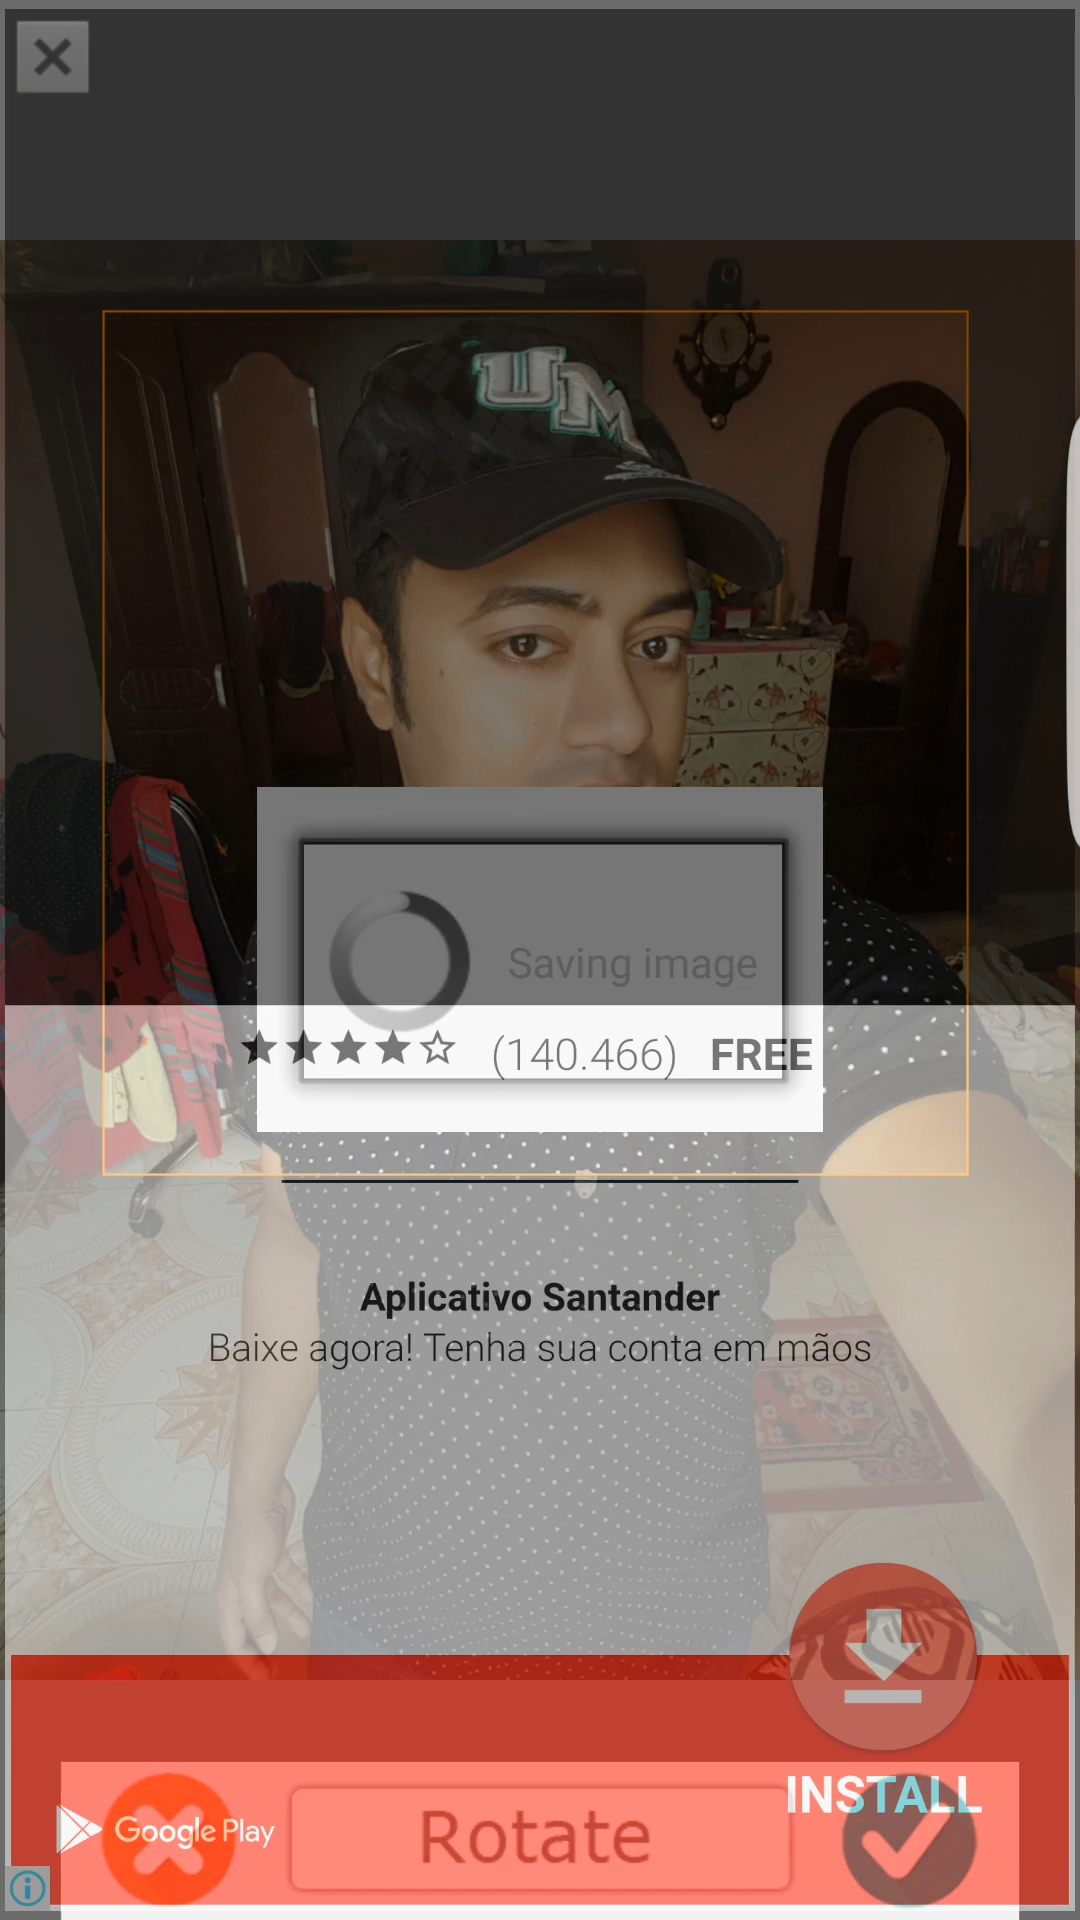 UM
Saving image
(140.466) FREE
Aplicativo Santander
Baixe agora! Tenha sua conta em mãos
INSTALL
Google Play
Rotate